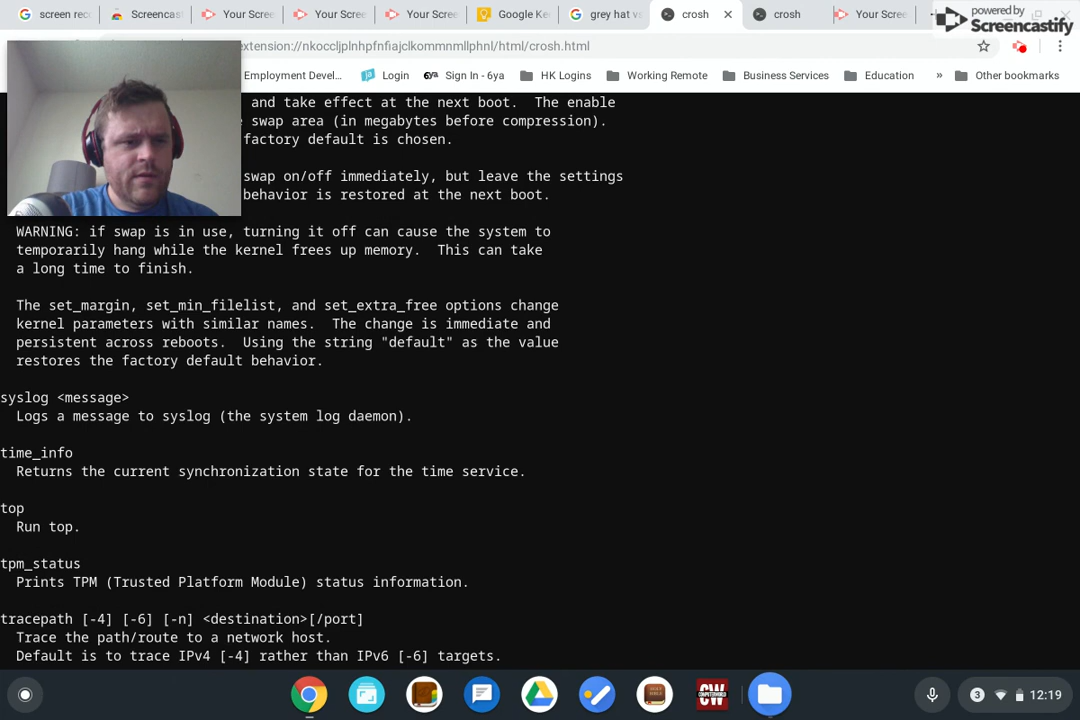 screen rec
Screencas
Your Scre
Your Scre
Your Scre
Google Ke
grey hat vs
crosh
crosh
Your Scre
powered by
Screencastify
extension://nkoccljplnhpfnfiajclkommnmllphnl/html/crosh.html
Employment Devel...
Login
6ya
Sign In - 6ya
HK Logins
Working Remote
Business Services
Education
»
Other bookmarks
and take effect at the next boot.  The enable
swap area (in megabytes before compression).
factory default is chosen.
swap on/off immediately, but leave the settings
behavior is restored at the next boot.
WARNING: if swap is in use, turning it off can cause the system to
temporarily hang while the kernel frees up memory.  This can take
a long time to finish.
The set_margin, set_min_filelist, and set_extra_free options change
kernel parameters with similar names.  The change is immediate and
persistent across reboots.  Using the string "default" as the value
restores the factory default behavior.
syslog <message>
Logs a message to syslog (the system log daemon).
time_info
Returns the current synchronization state for the time service.
top
Run top.
tpm_status
Prints TPM (Trusted Platform Module) status information.
tracepath [-4] [-6] [-n] <destination>[/port]
Trace the path/route to a network host.
Default is to trace IPv4 [-4] rather than IPv6 [-6] targets.
HOLY BIBLE
COMPUTERWORLD
CW
3
12:19